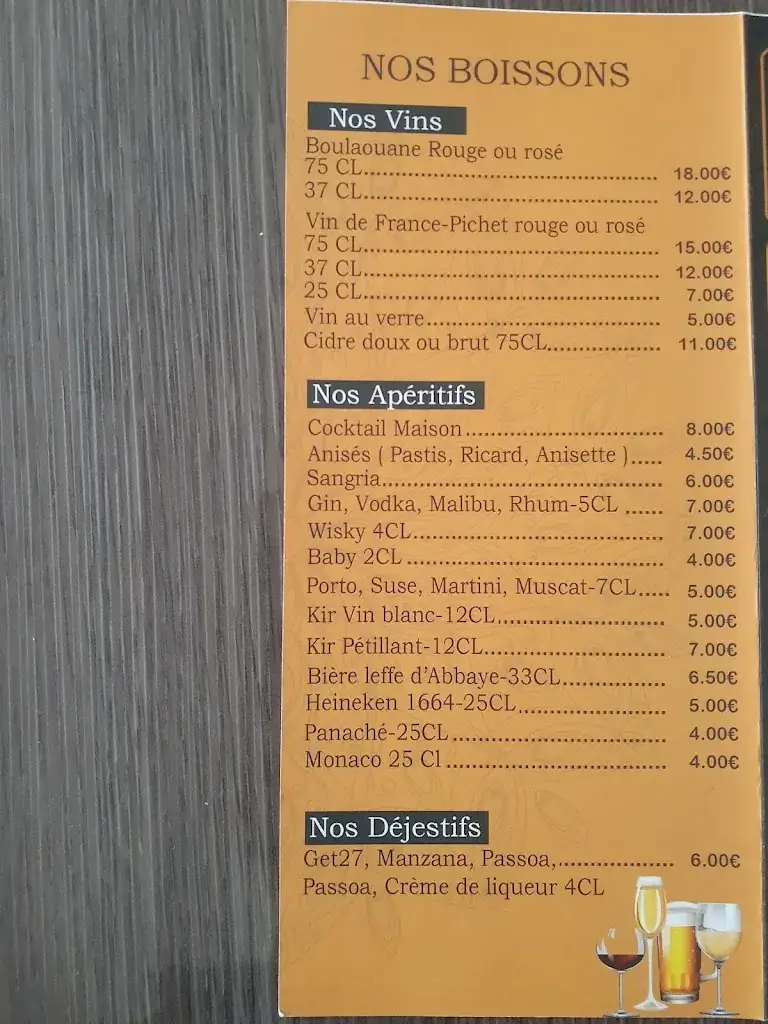 NOS BOISSONS
Nos Vins
Boulaouane Rouge ou rosé
75 CL.......................................... 18.00€
37 CL.......................................... 12.00€
Vin de France-Pichet rouge ou rosé
75 CL.......................................... 15.00€
37 CL.......................................... 12.00€
25 CL.......................................... 7.00€
Vin au verre................................. 5.00€
Cidre doux ou brut 75CL................ 11.00€
Nos Apéritifs
Cocktail Maison............................ 8.00€
Anisés ( Pastis, Ricard, Anisette )..... 4.50€
Sangria........................................ 6.00€
Gin, Vodka, Malibu, Rhum-5CL ...... 7.00€
Wisky 4CL.................................... 7.00€
Baby 2CL..................................... 4.00€
Porto, Suse, Martini, Muscat-7CL..... 5.00€
Kir Vin blanc-12CL........................ 5.00€
Kir Pétillant-12CL.......................... 7.00€
Bière leffe d'Abbaye-33CL............... 6.50€
Heineken 1664-25CL..................... 5.00€
Panaché-25CL............................... 4.00€
Monaco 25 Cl................................ 4.00€
Nos Déjestifs
Get27, Manzana, Passoa,................. 6.00€
Passoa, Crème de liqueur 4CL